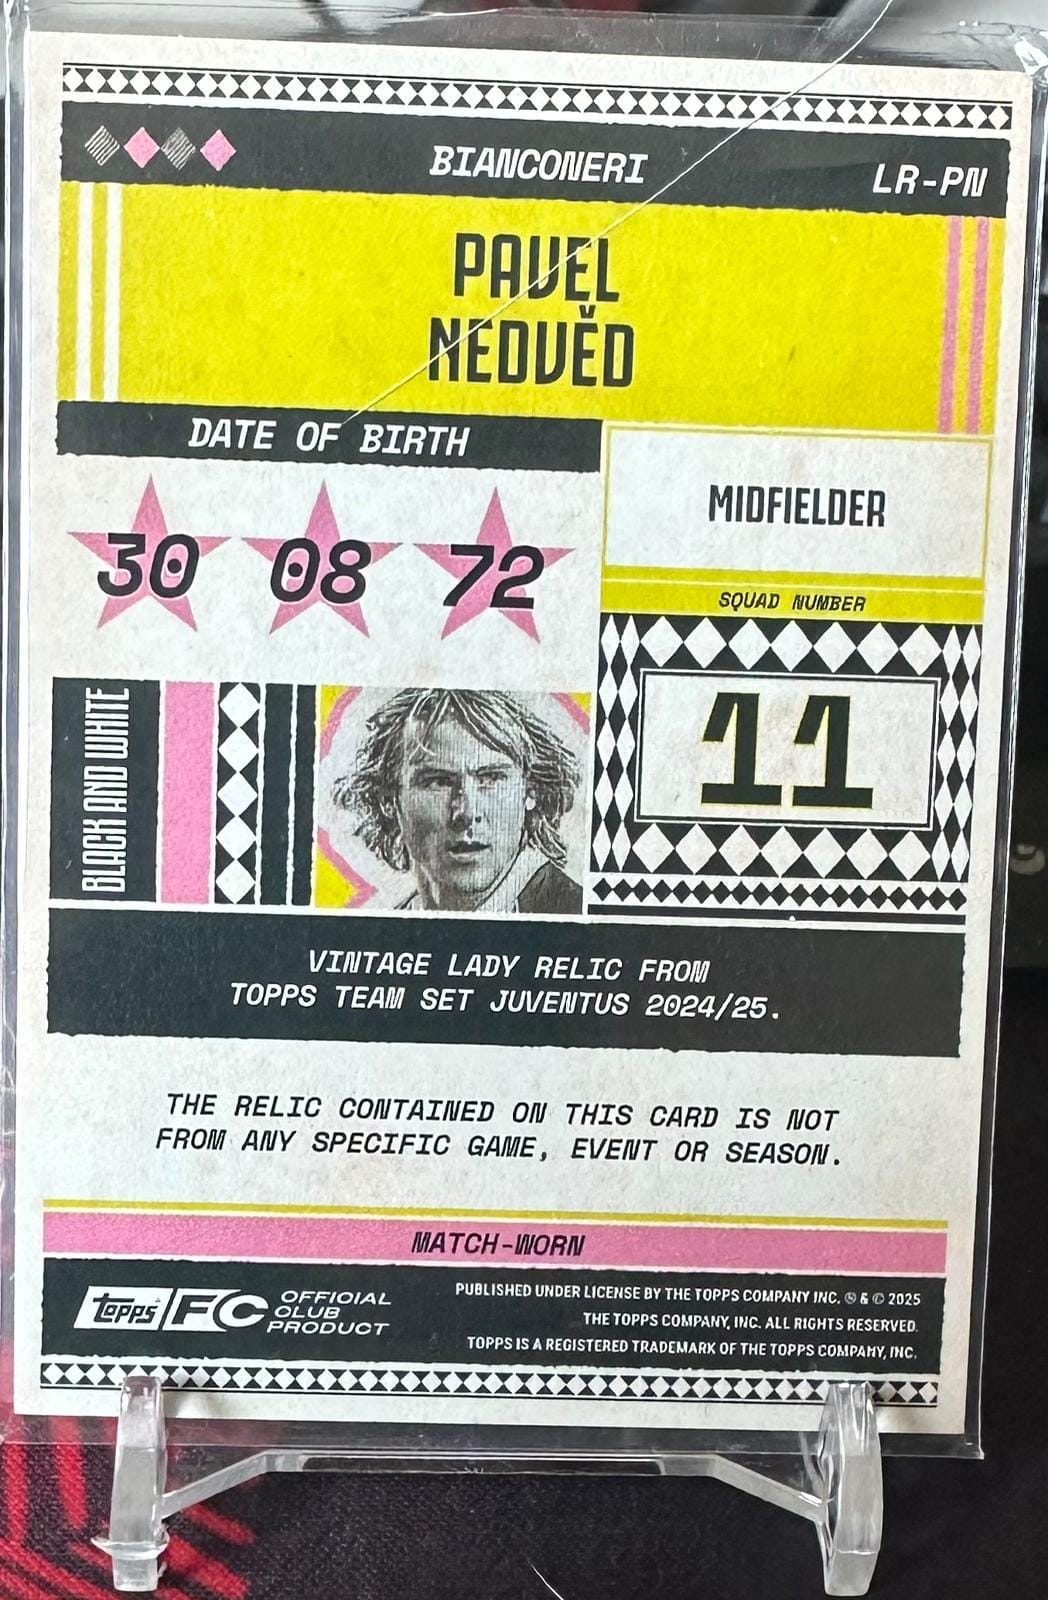 BIANCONERI
LR-PN
PAVEL
NEDVĚD
DATE OF BIRTH
30 08 72
MIDFIELDER
SQUAD NUMBER
11
BLACK AND WHITE
VINTAGE LADY RELIC FROM
TOPPS TEAM SET JUVENTUS 2024/25.
THE RELIC CONTAINED ON THIS CARD IS NOT
FROM ANY SPECIFIC GAME, EVENT OR SEASON.
MATCH-WORN
topps FC OFFICIAL
CLUB
PRODUCT
PUBLISHED UNDER LICENSE BY THE TOPPS COMPANY INC. ® & © 2025
THE TOPPS COMPANY, INC. ALL RIGHTS RESERVED.
TOPPS IS A REGISTERED TRADEMARK OF THE TOPPS COMPANY, INC.